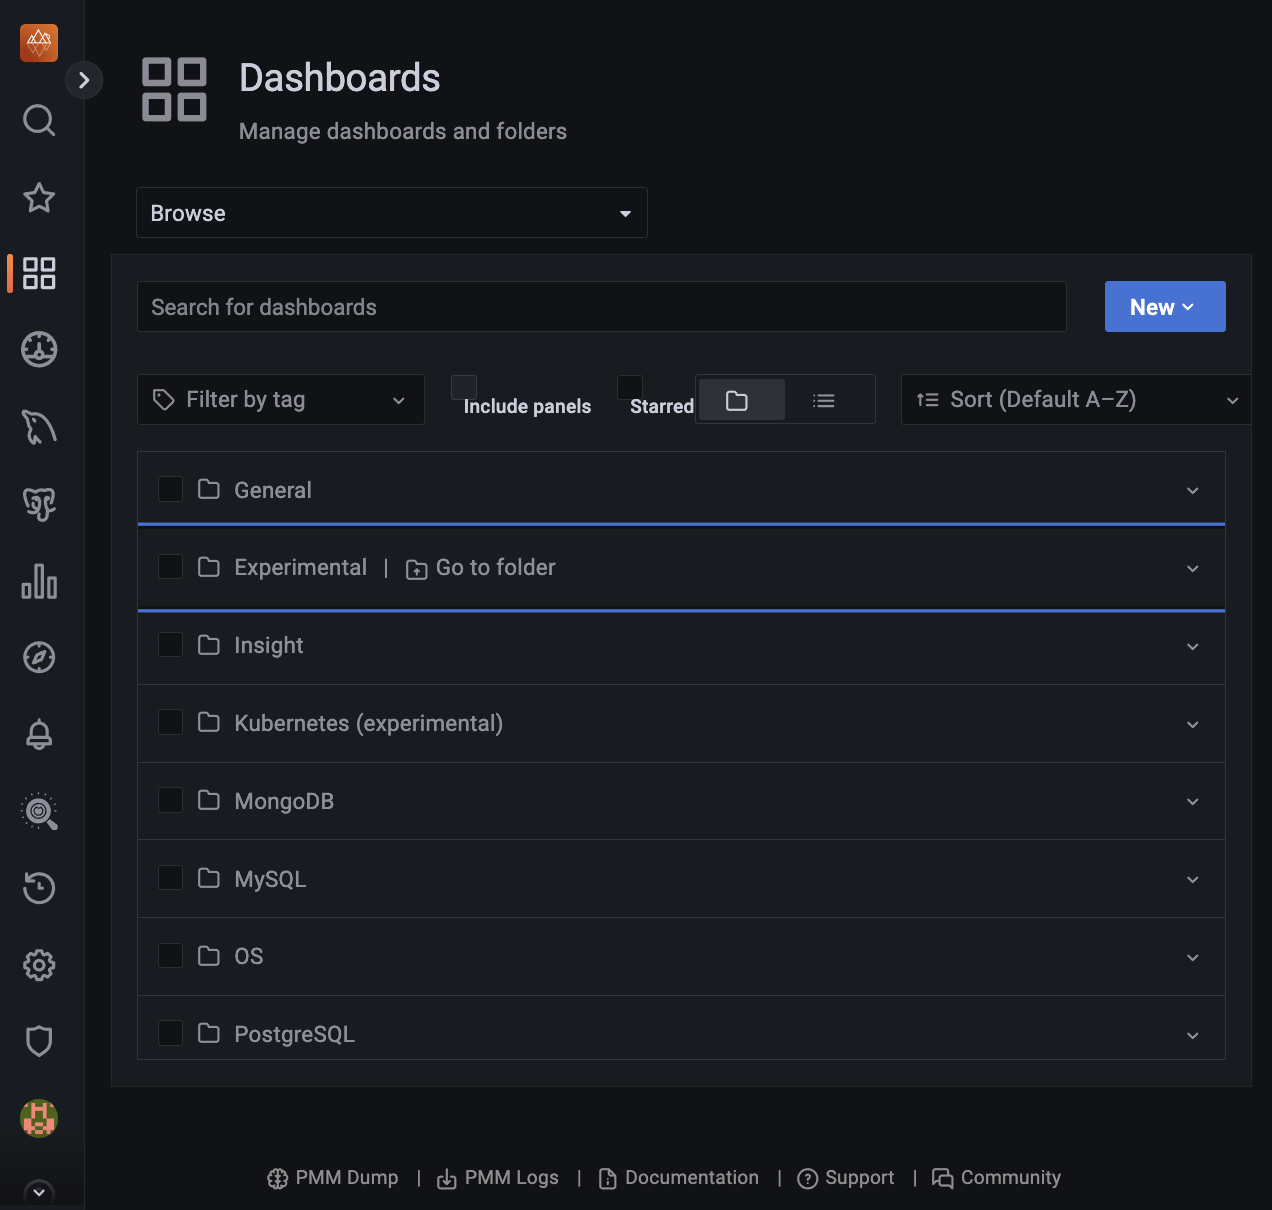 Dashboards
Manage dashboards and folders
Browse
Search for dashboards
New
Filter by tag
Include panels
Starred
Sort (Default A–Z)
General
Experimental | Go to folder
Insight
Kubernetes (experimental)
MongoDB
MySQL
OS
PostgreSQL
PMM Dump | PMM Logs | Documentation | Support | Community